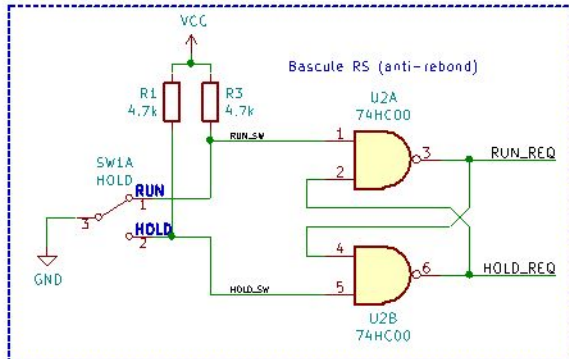 VCC
Bascule RS (anti-rebond)
R1
4.7k
R3
4.7k
U2A
74HC00
RUN_SW
1
2
3
RUN_REQ
SW1A
HOLD
RUN
1
3
HOLD
2
GND
4
5
6
HOLD_REQ
HOLD_SW
U2B
74HC00